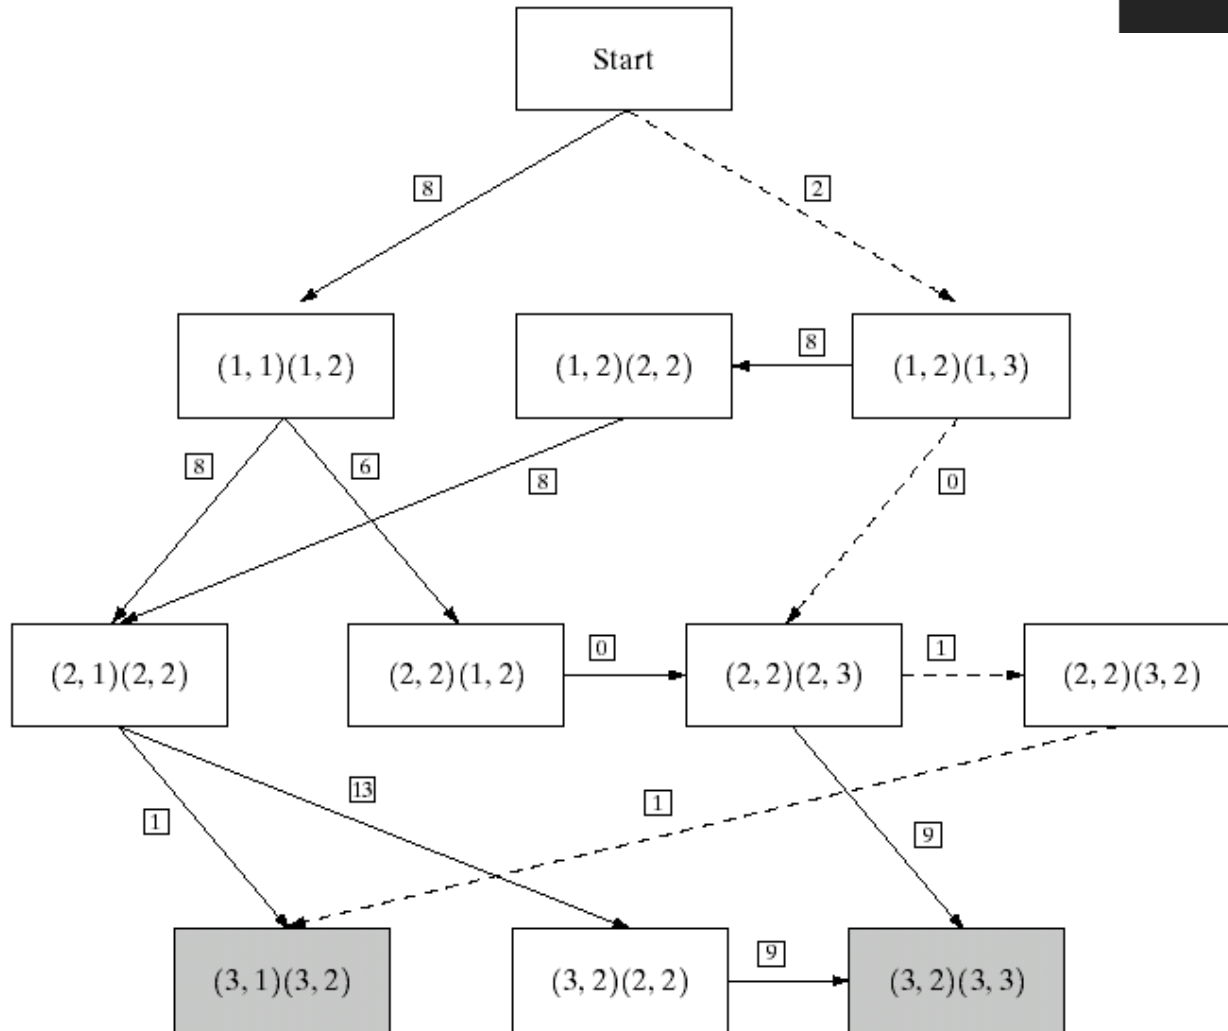 Start
8
2
(1, 1)(1, 2)
(1, 2)(2, 2)
8
(1, 2)(1, 3)
8
6
8
0
(2, 1)(2, 2)
(2, 2)(1, 2)
0
(2, 2)(2, 3)
1
(2, 2)(3, 2)
1
13
1
9
(3, 1)(3, 2)
(3, 2)(2, 2)
9
(3, 2)(3, 3)